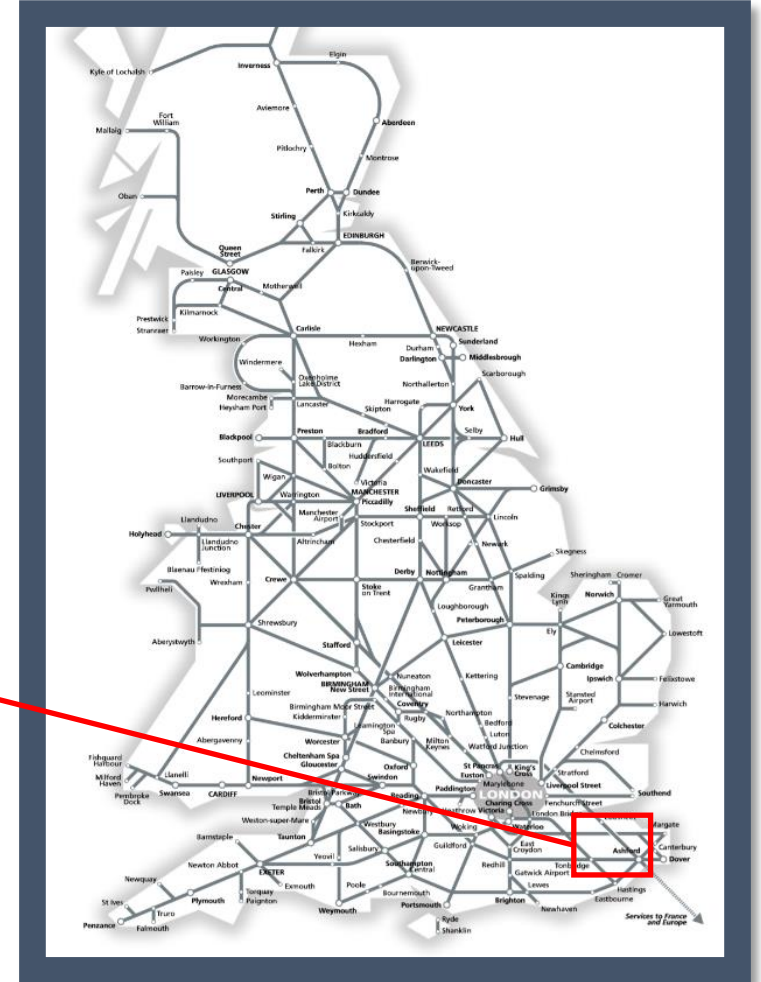 Elgin
Inverness
Kyle of Lochalsh
Aviemore
Fort
William
Aberdeen
Mallaig
Pitlochry
Montrose
Perth
Dundee
Oban
Kirkcaldy
Stirling
EDINBURGH
Queen
Street
Falkirk
Berwick-
upon-Tweed
Paisley
GLASGOW
Central
Motherwell
Prestwick
Kilmarnock
Stranraer
Carlisle
NEWCASTLE
Workington
Hexham
Sunderland
Durham
Darlington
Middlesbrough
Windermere
Scarborough
Oxenholme
Lake District
Barrow-in-Furness
Northallerton
Morecambe
Heysham Port
Lancaster
Harrogate
York
Skipton
Blackpool
Preston
Bradford
Selby
Hull
Blackburn
LEEDS
Southport
Bolton
Huddersfield
Wakefield
Wigan
Victoria
MANCHESTER
Piccadilly
Doncaster
Grimsby
LIVERPOOL
Warrington
Manchester
Airport
Stockport
Sheffield
Retford
Worksop
Lincoln
Llandudno
Chester
Holyhead
Llandudno
Junction
Altrincham
Chesterfield
Newark
Skegness
Blaenau Ffestiniog
Derby
Nottingham
Pwllheli
Wrexham
Crewe
Stoke
on Trent
Grantham
Spalding
Sheringham
Cromer
Kings
Lynn
Norwich
Great
Yarmouth
Loughborough
Peterborough
Shrewsbury
Ely
Lowestoft
Aberystwyth
Stafford
Leicester
Cambridge
Wolverhampton
Nuneaton
Kettering
Ipswich
Felixstowe
BIRMINGHAM
New Street
Birmingham
International
Stansted
Airport
Leominster
Birmingham Moor Street
Coventry
Stevenage
Harwich
Kidderminster
Rugby
Northampton
Hereford
Leamington
Spa
Bedford
Colchester
Worcester
Banbury
Milton
Keynes
Luton
Abergavenny
Watford Junction
Chelmsford
Cheltenham Spa
Fishguard
Harbour
Gloucester
Oxford
St Pancras
King's
Cross
Euston
Stratford
Milford
Haven
Llanelli
Newport
Swindon
Marylebone
Liverpool Street
Paddington
Pembroke
Dock
Swansea
CARDIFF
Bristol Parkway
Reading
LONDON
Southend
Bristol
Temple Meads
Bath
Newbury
Heathrow
Victoria
Charing Cross
Fenchurch Street
London
Weston-super-Mare
Westbury
Basingstoke
Woking
Waterloo
Margate
Barnstaple
Taunton
Salisbury
Guildford
East
Croydon
Ashford
Canterbury
Newton Abbot
Yeovil
Southampton
Central
Redhill
Tonbridge
Dover
Newquay
EXETER
Gatwick Airport
Exmouth
Poole
Lewes
Hastings
St Ives
Plymouth
Torquay
Paignton
Bournemouth
Eastbourne
Truro
Weymouth
Portsmouth
Brighton
Newhaven
Penzance
Falmouth
Ryde
Shanklin
Services to France
and Europe